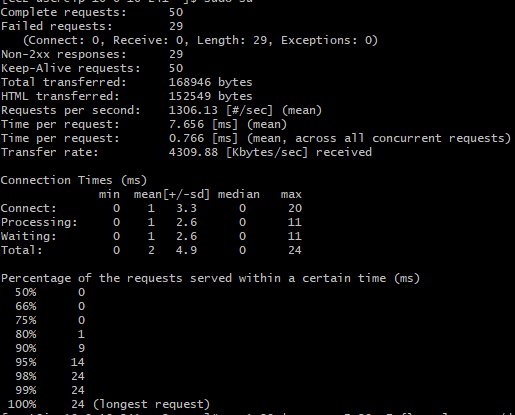 Complete requests: 50
Failed requests: 29
(Connect: 0, Receive: 0, Length: 29, Exceptions: 0)
Non-2xx responses: 29
Keep-Alive requests: 50
Total transferred: 168946 bytes
HTML transferred: 152549 bytes
Requests per second: 1306.13 [#/sec] (mean)
Time per request: 7.656 [ms] (mean)
Time per request: 0.766 [ms] (mean, across all concurrent requests)
Transfer rate: 4309.88 [Kbytes/sec] received
Connection Times (ms)
min mean[+/-sd] median max
Connect: 0 1 3.3 0 20
Processing: 0 1 2.6 0 11
Waiting: 0 1 2.6 0 11
Total: 0 2 4.9 0 24
Percentage of the requests served within a certain time (ms)
50% 0
66% 0
75% 0
80% 1
90% 9
95% 14
98% 24
99% 24
100% 24 (longest request)